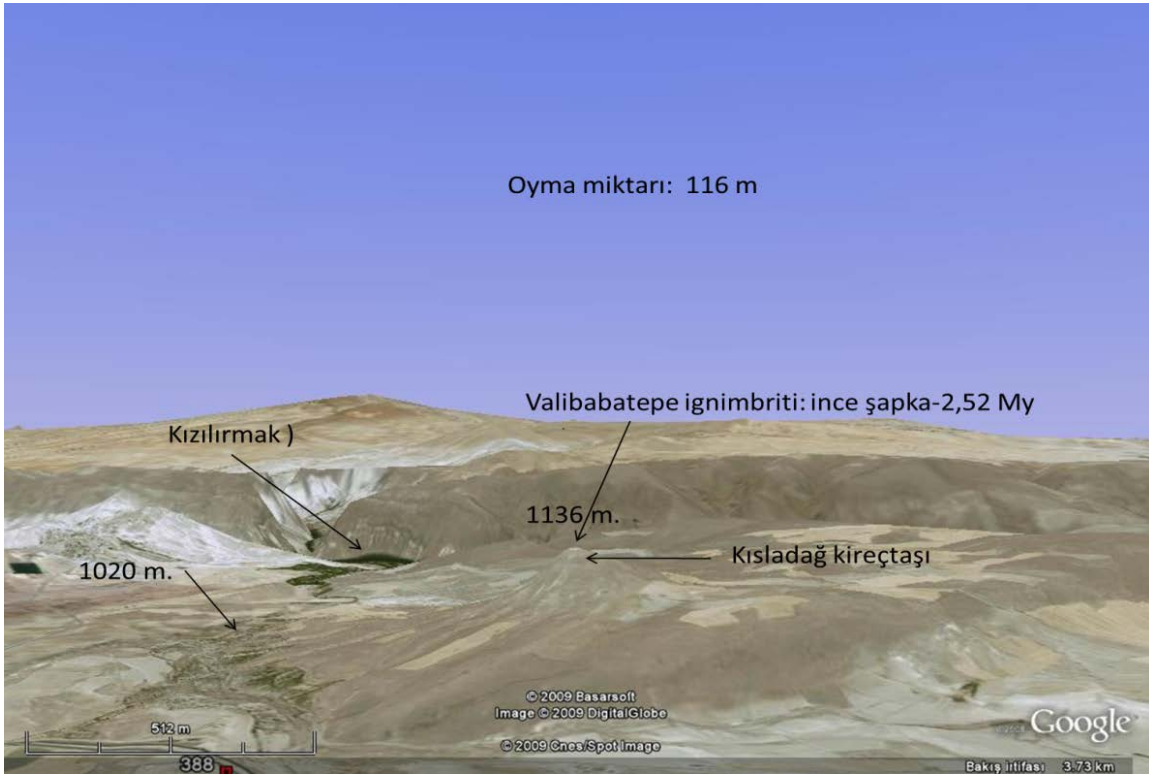 Oyma miktarı: 116 m
Valibabatepe ignimbriti: ince şapka-2,52 My
Kızılırmak )
1136 m.
Kısladağ kireçtaşı
1020 m.
© 2009 Basarsoft
Image © 2009 DigitalGlobe
512 m
© 2009 Cnes/Spot Image
Google
388
Bakış irtifası 3.73 km